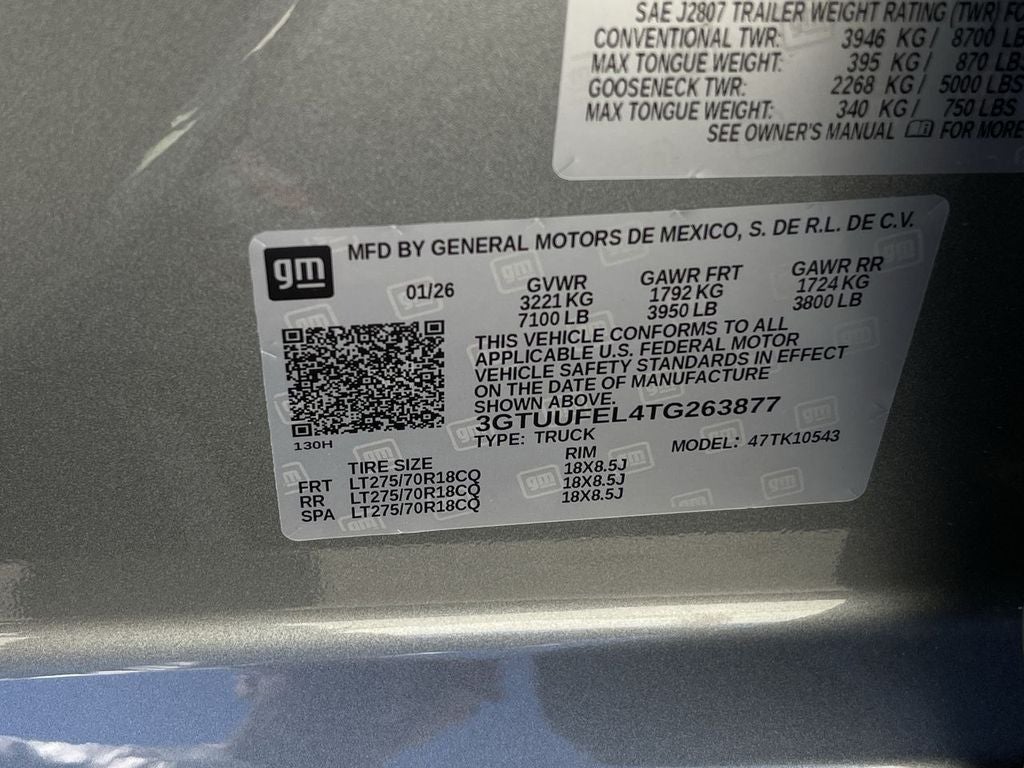 SAE J2807 TRAILER WEIGHT RATING (TWR) FO
CONVENTIONAL TWR: 3946 KG / 8700 LB
MAX TONGUE WEIGHT: 395 KG / 870 LBS
GOOSENECK TWR: 2268 KG / 5000 LBS
MAX TONGUE WEIGHT: 340 KG / 750 LBS
SEE OWNER'S MANUAL FOR MORE
gm
MFD BY GENERAL MOTORS DE MEXICO, S. DE R.L. DE C.V.
01/26
GVWR
3221 KG
7100 LB
GAWR FRT
1792 KG
3950 LB
GAWR RR
1724 KG
3800 LB
THIS VEHICLE CONFORMS TO ALL
APPLICABLE U.S. FEDERAL MOTOR
VEHICLE SAFETY STANDARDS IN EFFECT
ON THE DATE OF MANUFACTURE
SHOWN ABOVE.
3GTUUFEL4TG263877
TYPE: TRUCK MODEL: 47TK10543
130H
TIRE SIZE RIM
FRT LT275/70R18CQ 18X8.5J
RR LT275/70R18CQ 18X8.5J
SPA LT275/70R18CQ 18X8.5J